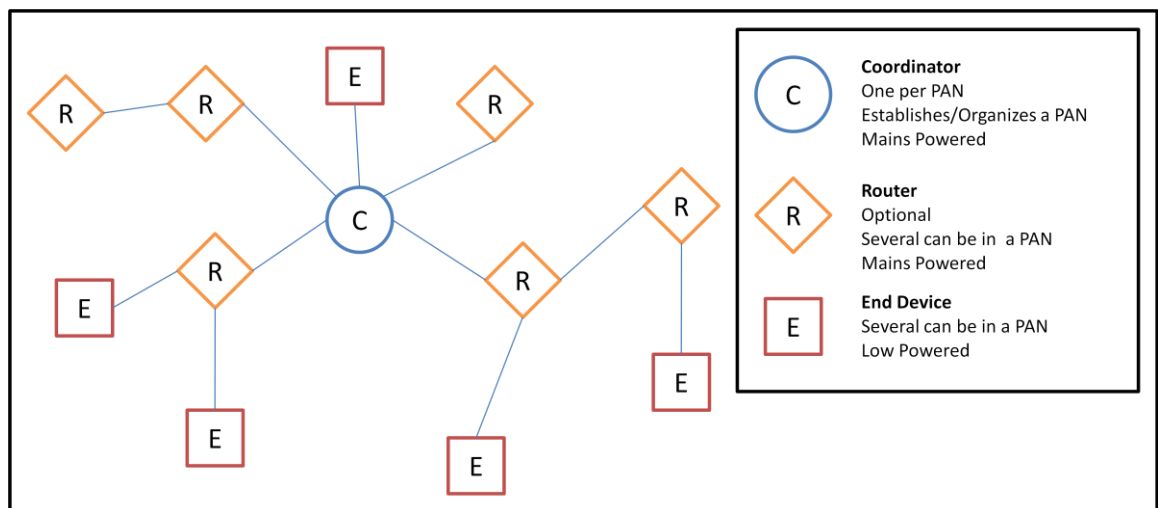 E
R
R
R
C
Coordinator
One per PAN
Establishes/Organizes a PAN
Mains Powered
R
R
R
E
E
E
E
R
Router
Optional
Several can be in a PAN
Mains Powered
E
End Device
Several can be in a PAN
Low Powered
C